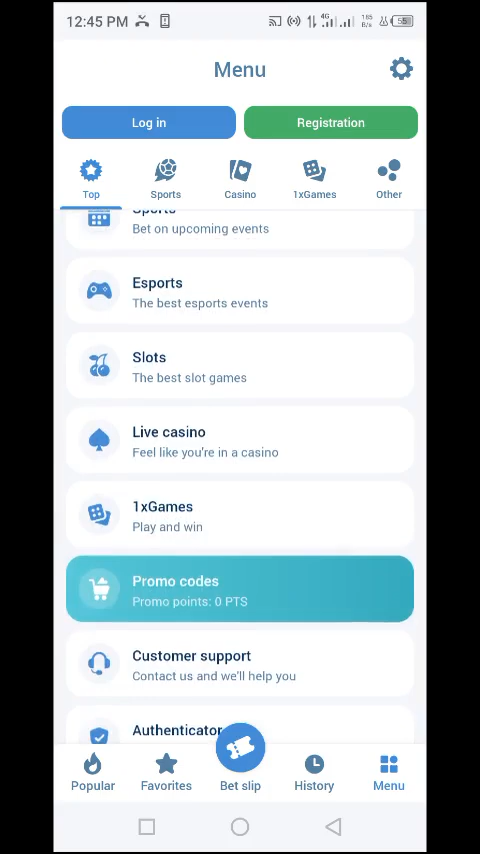 12:45 PM
4G
165
B/s
Menu
Log in
Registration
Top
Sports
Casino
1xGames
Other
Sports
Bet on upcoming events
Esports
The best esports events
Slots
The best slot games
Live casino
Feel like you're in a casino
1xGames
Play and win
Promo codes
Promo points: 0 PTS
Customer support
Contact us and we'll help you
Authenticator
Popular
Favorites
Bet slip
History
Menu